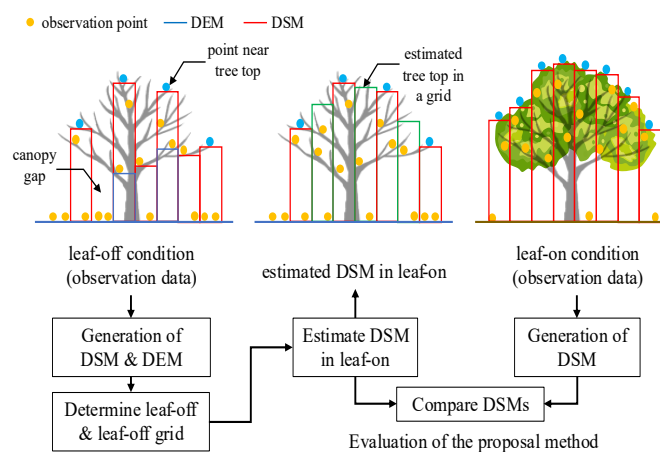 observation point
DEM
DSM
point near
tree top
canopy
gap
estimated
tree top in
a grid
leaf-off condition
(observation data)
estimated DSM in leaf-on
leaf-on condition
(observation data)
Generation of
DSM & DEM
Estimate DSM
in leaf-on
Generation of
DSM
Determine leaf-off
& leaf-off grid
Compare DSMs
Evaluation of the proposal method